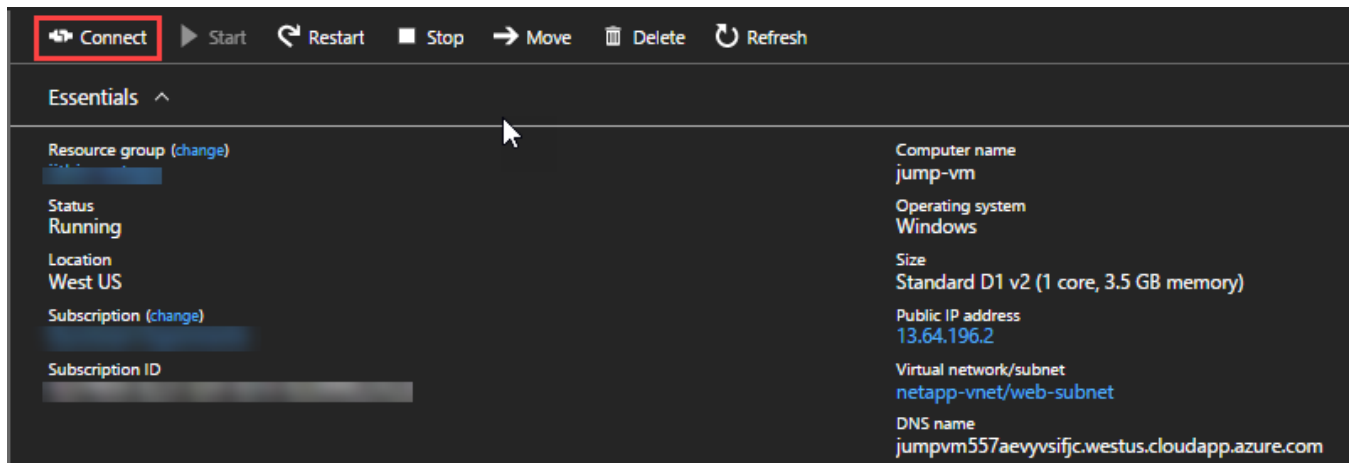 Connect Start Restart Stop Move Delete Refresh
Essentials
Resource group (change)
Computer name
jump-vm
Status
Running
Operating system
Windows
Location
West US
Size
Standard D1 v2 (1 core, 3.5 GB memory)
Subscription (change)
Public IP address
13.64.196.2
Subscription ID
Virtual network/subnet
netapp-vnet/web-subnet
DNS name
jumpvm557aevyvsifjc.westus.cloudapp.azure.com